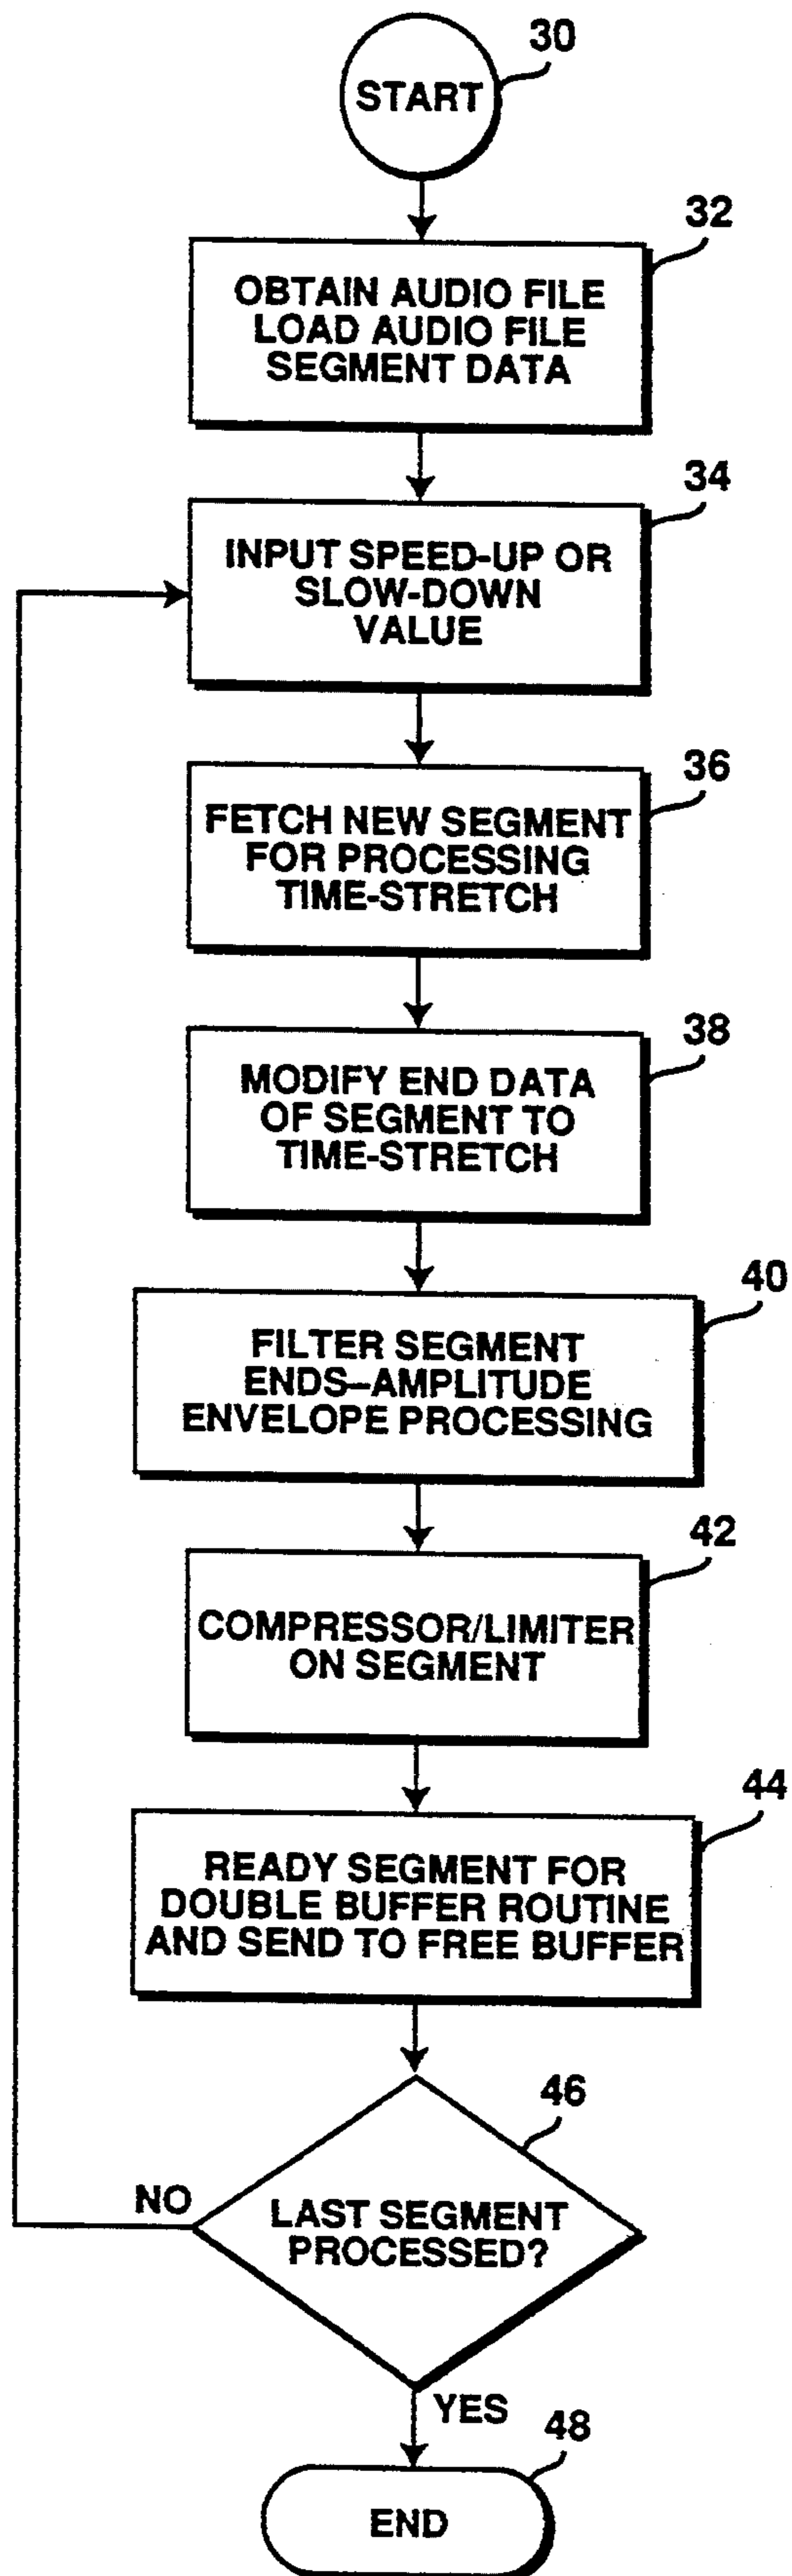 30
START
32
OBTAIN AUDIO FILE
LOAD AUDIO FILE
SEGMENT DATA
34
INPUT SPEED-UP OR
SLOW-DOWN
VALUE
36
FETCH NEW SEGMENT
FOR PROCESSING
TIME-STRETCH
38
MODIFY END DATA
OF SEGMENT TO
TIME-STRETCH
40
FILTER SEGMENT
ENDS–AMPLITUDE
ENVELOPE PROCESSING
42
COMPRESSOR/LIMITER
ON SEGMENT
44
READY SEGMENT FOR
DOUBLE BUFFER ROUTINE
AND SEND TO FREE BUFFER
46
NO
LAST SEGMENT
PROCESSED?
YES
48
END